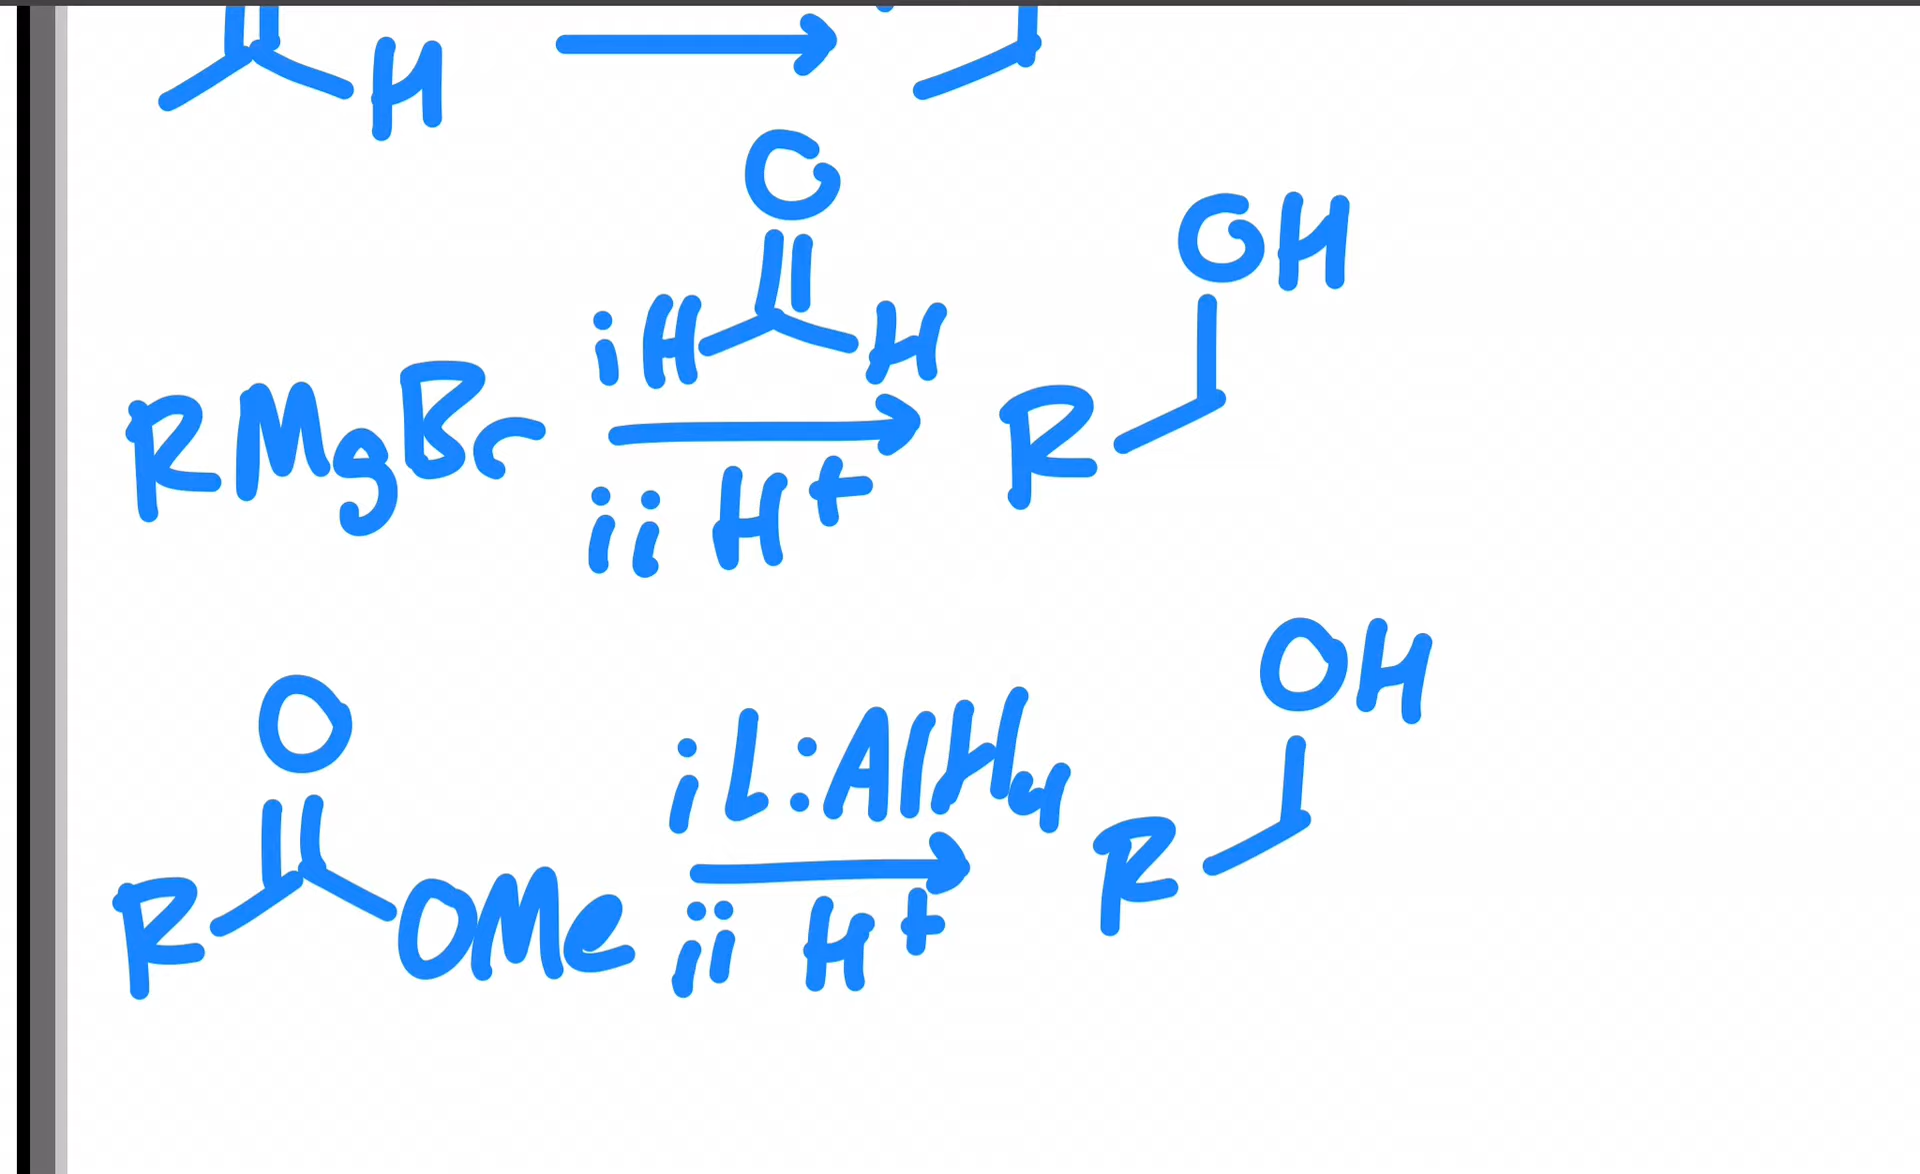 H
O
OH
i H H
RMgBr R
ii H+
OH
O
i LiAlH4
R OMe R
ii H+